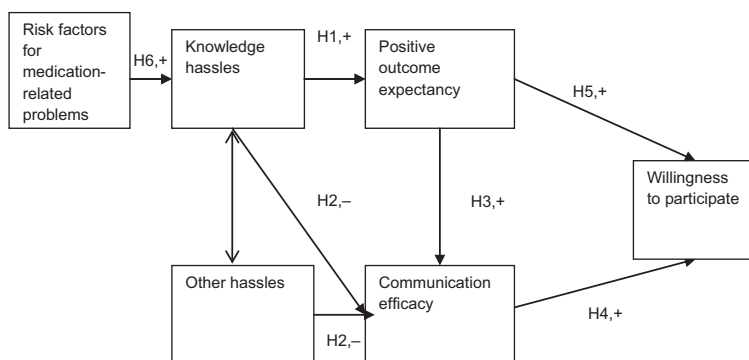 Risk factors
for
medication-
related
problems
H6,+
Knowledge
hassles
H1,+
Positive
outcome
expectancy
H5,+
Willingness
to participate
H2,–
H3,+
Other hassles
H2,–
Communication
efficacy
H4,+